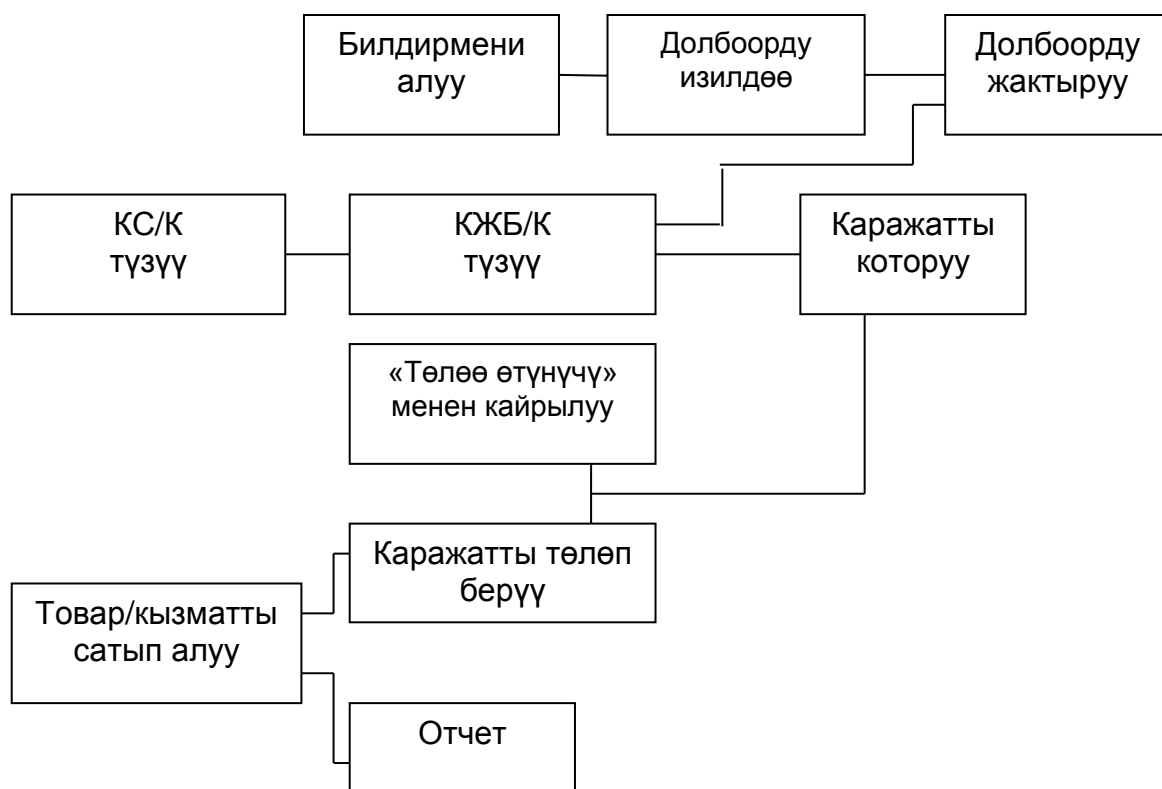 Билдирмени
алуу
Долбоорду
изилдөө
Долбоорду
жактыруу
КС/К
түзүү
КЖБ/К
түзүү
Каражатты
которуу
«Төлөө өтүнүчү»
менен кайрылуу
Каражатты төлөп
берүү
Товар/кызматты
сатып алуу
Отчет